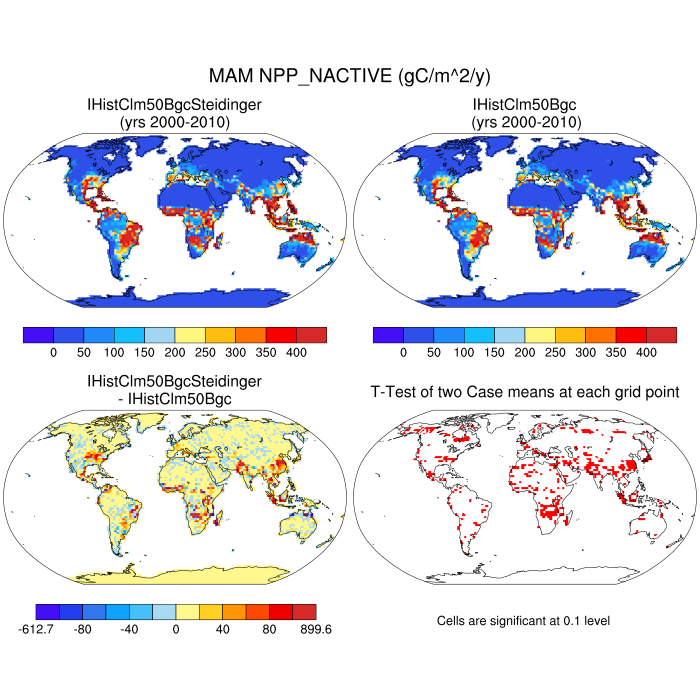 MAM NPP_NACTIVE (gC/m^2/y)
IHistClm50BgcSteidinger
(yrs 2000-2010)
IHistClm50Bgc
(yrs 2000-2010)
0 50 100 150 200 250 300 350 400
0 50 100 150 200 250 300 350 400
IHistClm50BgcSteidinger
- IHistClm50Bgc
T-Test of two Case means at each grid point
-612.7 -80 -40 0 40 80 899.6
Cells are significant at 0.1 level